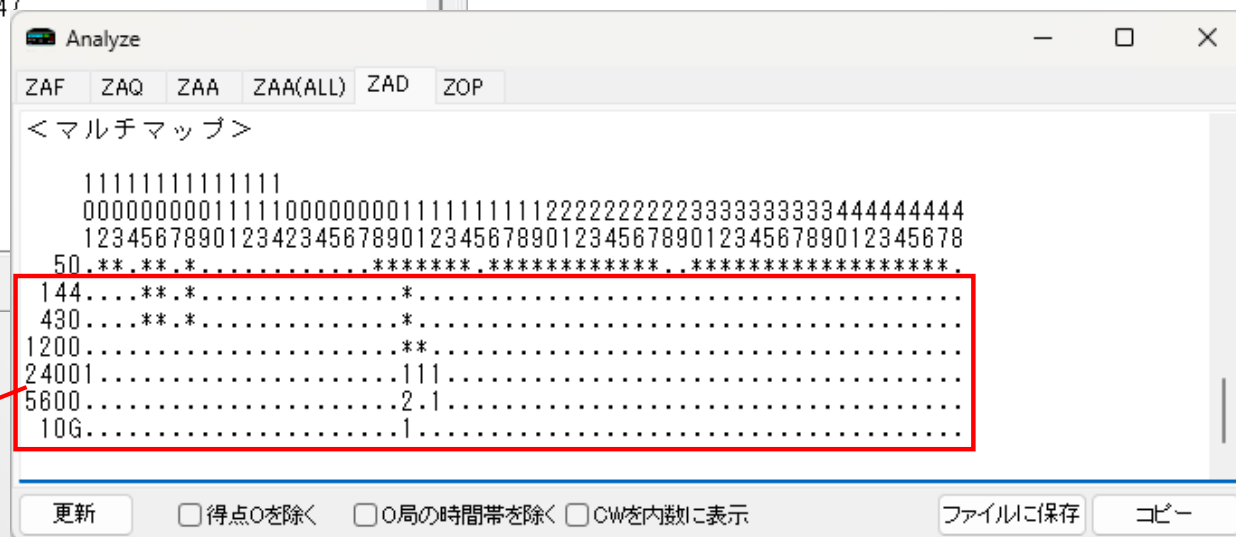 4}
Analyze
ZAF ZAQ ZAA ZAA(ALL) ZAD ZOP
<マルチマップ>
    11111111111111
    0000000001111100000000111111111122222222223333333333444444444
    1234567890123423456789012345678901234567890123456789012345678
  50.**.**.*............*******.************..******************.
 144....**.*..............*......................................
 430....**.*..............*......................................
1200......................**.....................................
24001.....................111....................................
5600......................2.1....................................
 10G......................1......................................
更新 得点0を除く 0局の時間帯を除く CWを内数に表示 ファイルに保存 コピー